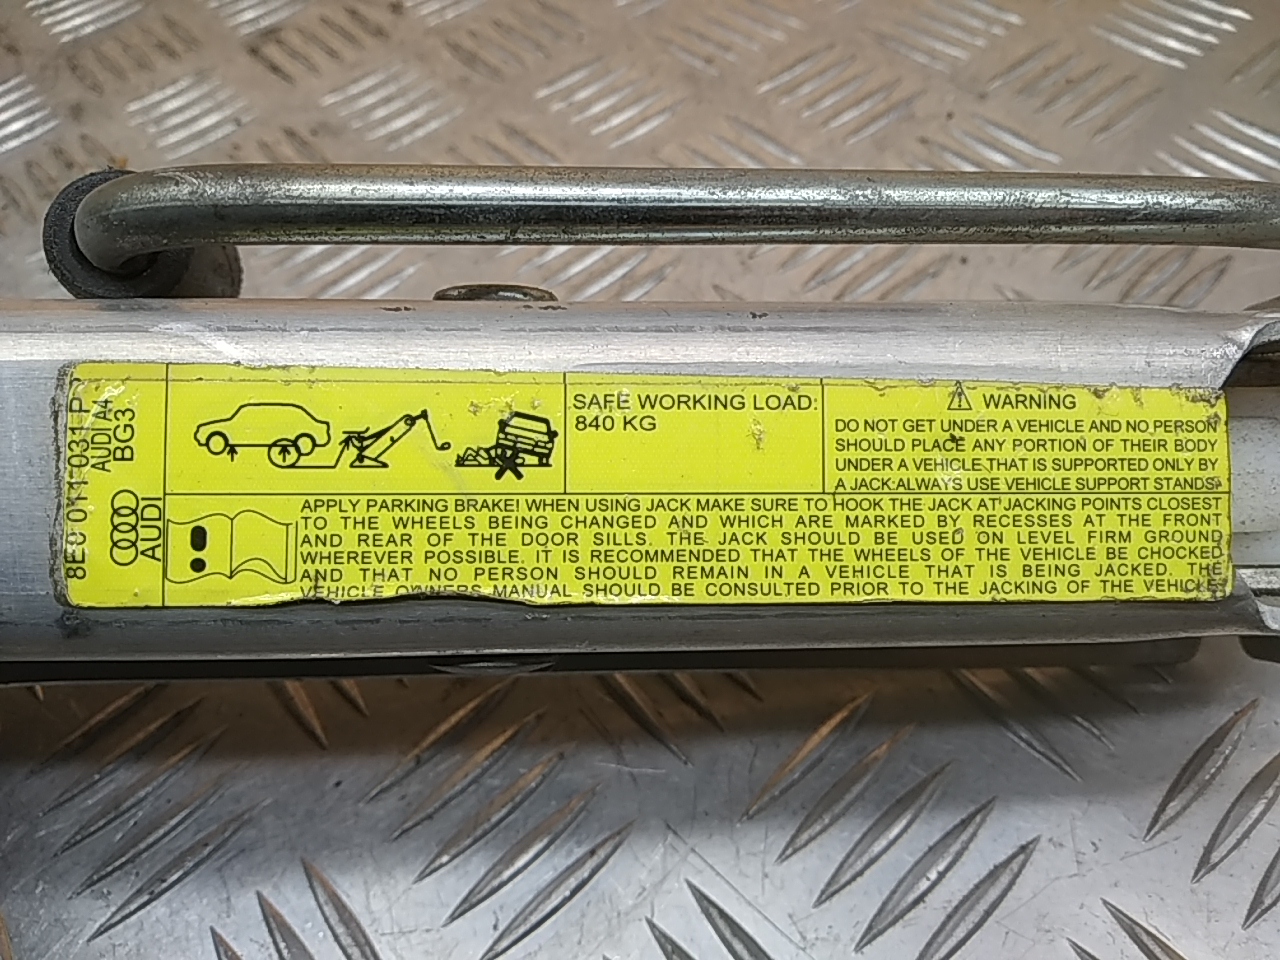 8E0 011 031 P
AUDI A4
BG3
AUDI
SAFE WORKING LOAD:
840 KG
WARNING
DO NOT GET UNDER A VEHICLE AND NO PERSON
SHOULD PLACE ANY PORTION OF THEIR BODY
UNDER A VEHICLE THAT IS SUPPORTED ONLY BY
A JACK:ALWAYS USE VEHICLE SUPPORT STANDS.
APPLY PARKING BRAKE! WHEN USING JACK MAKE SURE TO HOOK THE JACK AT JACKING POINTS CLOSEST
TO THE WHEELS BEING CHANGED AND WHICH ARE MARKED BY RECESSES AT THE FRONT
AND REAR OF THE DOOR SILLS. THE JACK SHOULD BE USED ON LEVEL FIRM GROUND
WHEREVER POSSIBLE. IT IS RECOMMENDED THAT THE WHEELS OF THE VEHICLE BE CHOCKED
AND THAT NO PERSON SHOULD REMAIN IN A VEHICLE THAT IS BEING JACKED. THE
VEHICLE OWNERS MANUAL SHOULD BE CONSULTED PRIOR TO THE JACKING OF THE VEHICLE